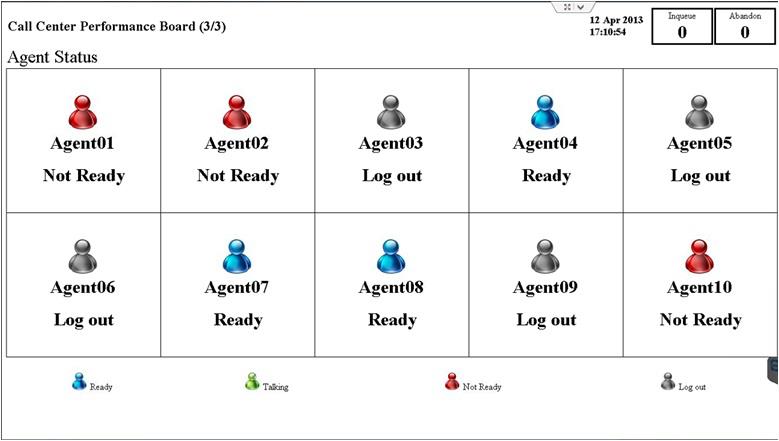 Call Center Performance Board (3/3)
12 Apr 2013
17:10:54
Inqueue
0
Abandon
0
Agent Status
Agent01
Not Ready
Agent02
Not Ready
Agent03
Log out
Agent04
Ready
Agent05
Log out
Agent06
Log out
Agent07
Ready
Agent08
Ready
Agent09
Log out
Agent10
Not Ready
Ready
Talking
Not Ready
Log out